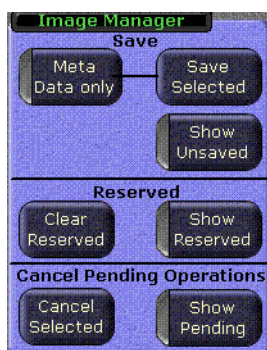 Image Manager
Save
Meta
Data only
Save
Selected
Show
Unsaved
Reserved
Clear
Reserved
Show
Reserved
Cancel Pending Operations
Cancel
Selected
Show
Pending